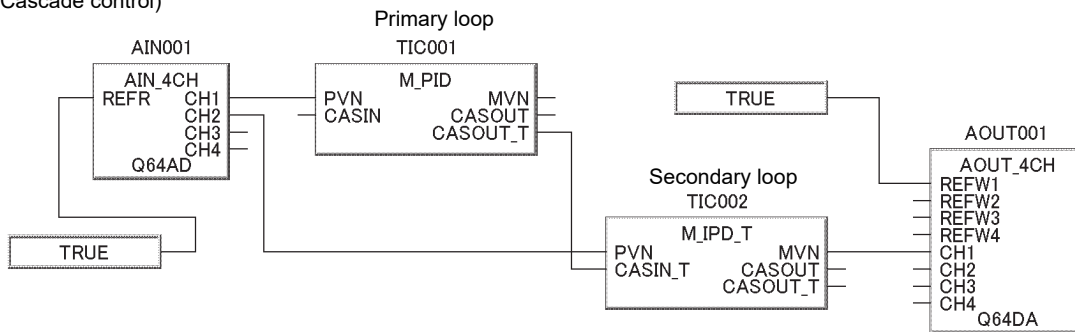 Cascade control)
Primary loop
AIN001
TIC001
AIN_4CH
REFR CH1
CH2
CH3
CH4
Q64AD
M_PID
PVN MVN
CASIN CASOUT
CASOUT_T
TRUE
TRUE
Secondary loop
TIC002
M_IPD_T
PVN MVN
CASIN_T CASOUT
CASOUT_T
AOUT001
AOUT_4CH
REFW1
REFW2
REFW3
REFW4
CH1
CH2
CH3
CH4
Q64DA